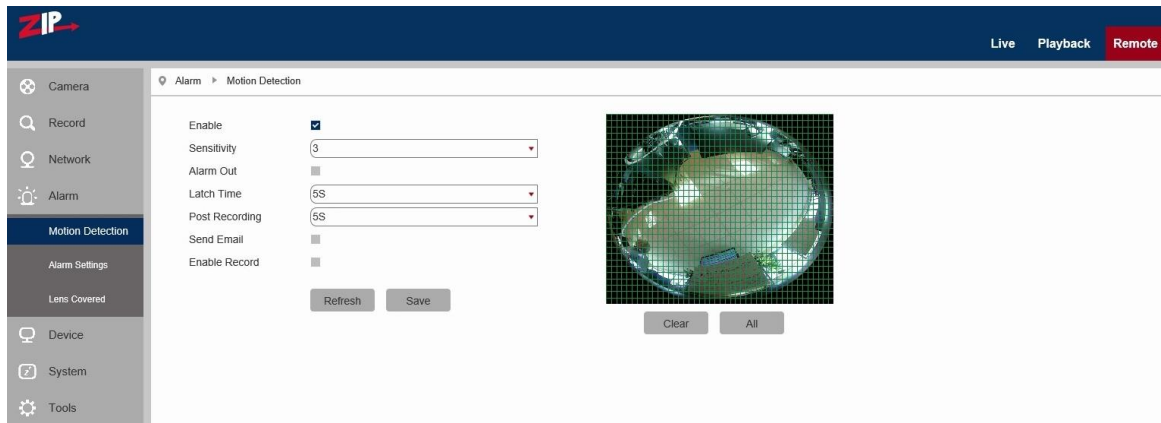 ZIP
Live Playback Remote
Camera
Record
Network
Alarm
Motion Detection
Alarm Settings
Lens Covered
Device
System
Tools
Alarm Motion Detection
Enable
Sensitivity 3
Alarm Out
Latch Time 5S
Post Recording 5S
Send Email
Enable Record
Refresh Save
Clear All